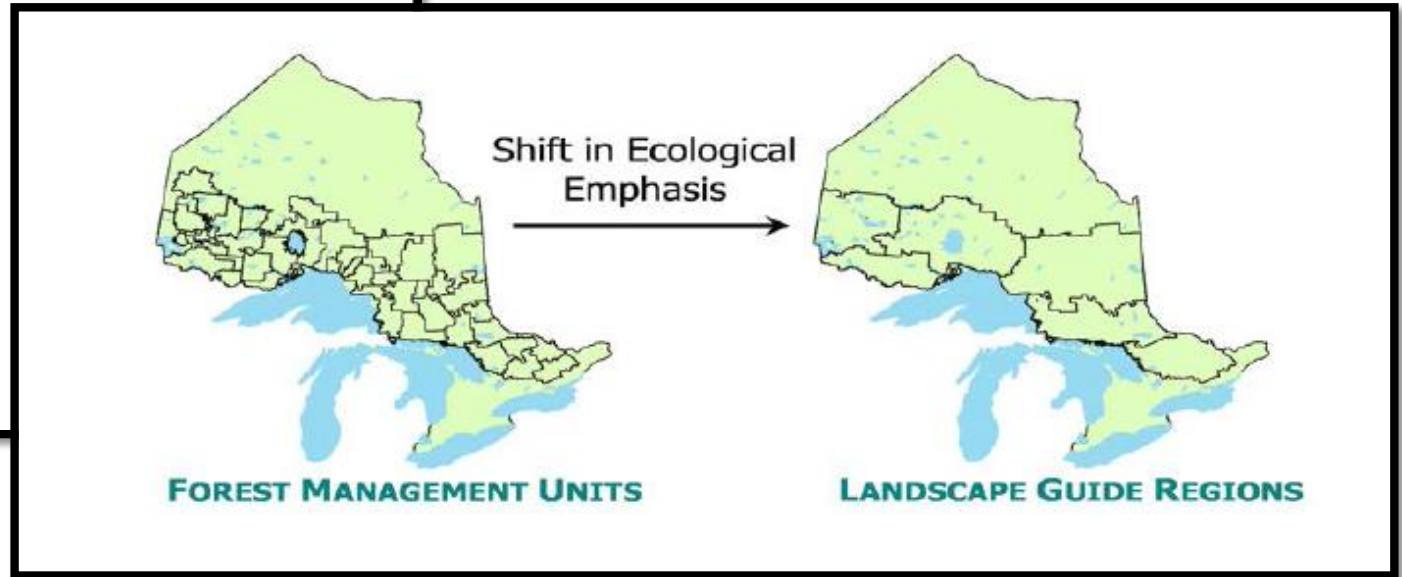 Shift in Ecological
Emphasis
FOREST MANAGEMENT UNITS
LANDSCAPE GUIDE REGIONS